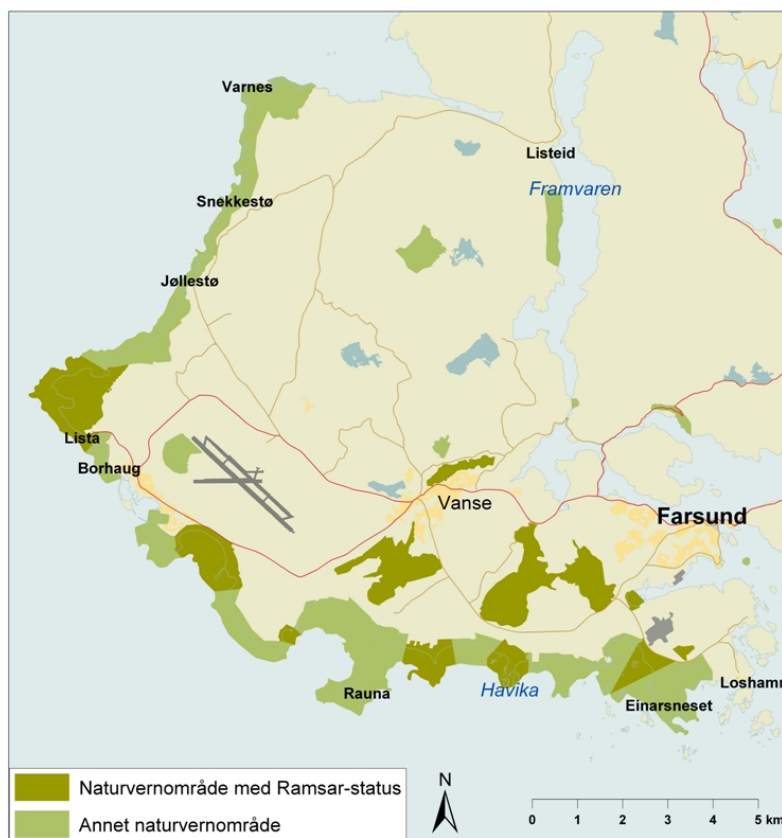 Varnes
Listeid
Framvaren
Snekkestø
Jøllestø
Lista
Borhaug
Vanse
Farsund
Rauna
Havika
Loshamn
Einarsneset
Naturvernområde med Ramsar-status
Annet naturvernområde
N
0 1 2 3 4 5 km